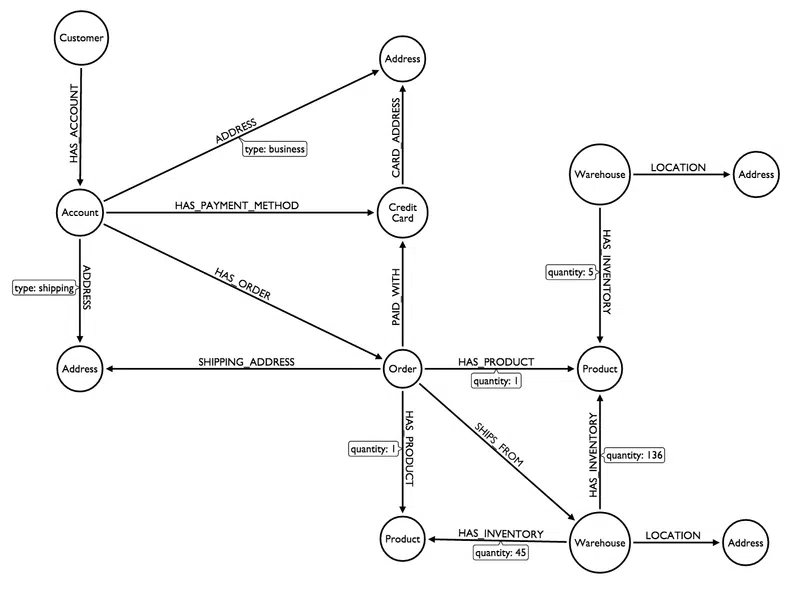 Customer
Address
HAS_ACCOUNT
ADDRESS
type: business
CARD_ADDRESS
Warehouse
LOCATION
Address
Account
HAS_PAYMENT_METHOD
Credit
Card
HAS_INVENTORY
quantity: 5
ADDRESS
type: shipping
HAS_ORDER
PAID_WITH
Address
SHIPPING_ADDRESS
Order
HAS_PRODUCT
quantity: 1
Product
HAS_PRODUCT
quantity: 1
SHIPS_FROM
HAS_INVENTORY
quantity: 136
Product
HAS_INVENTORY
quantity: 45
Warehouse
LOCATION
Address